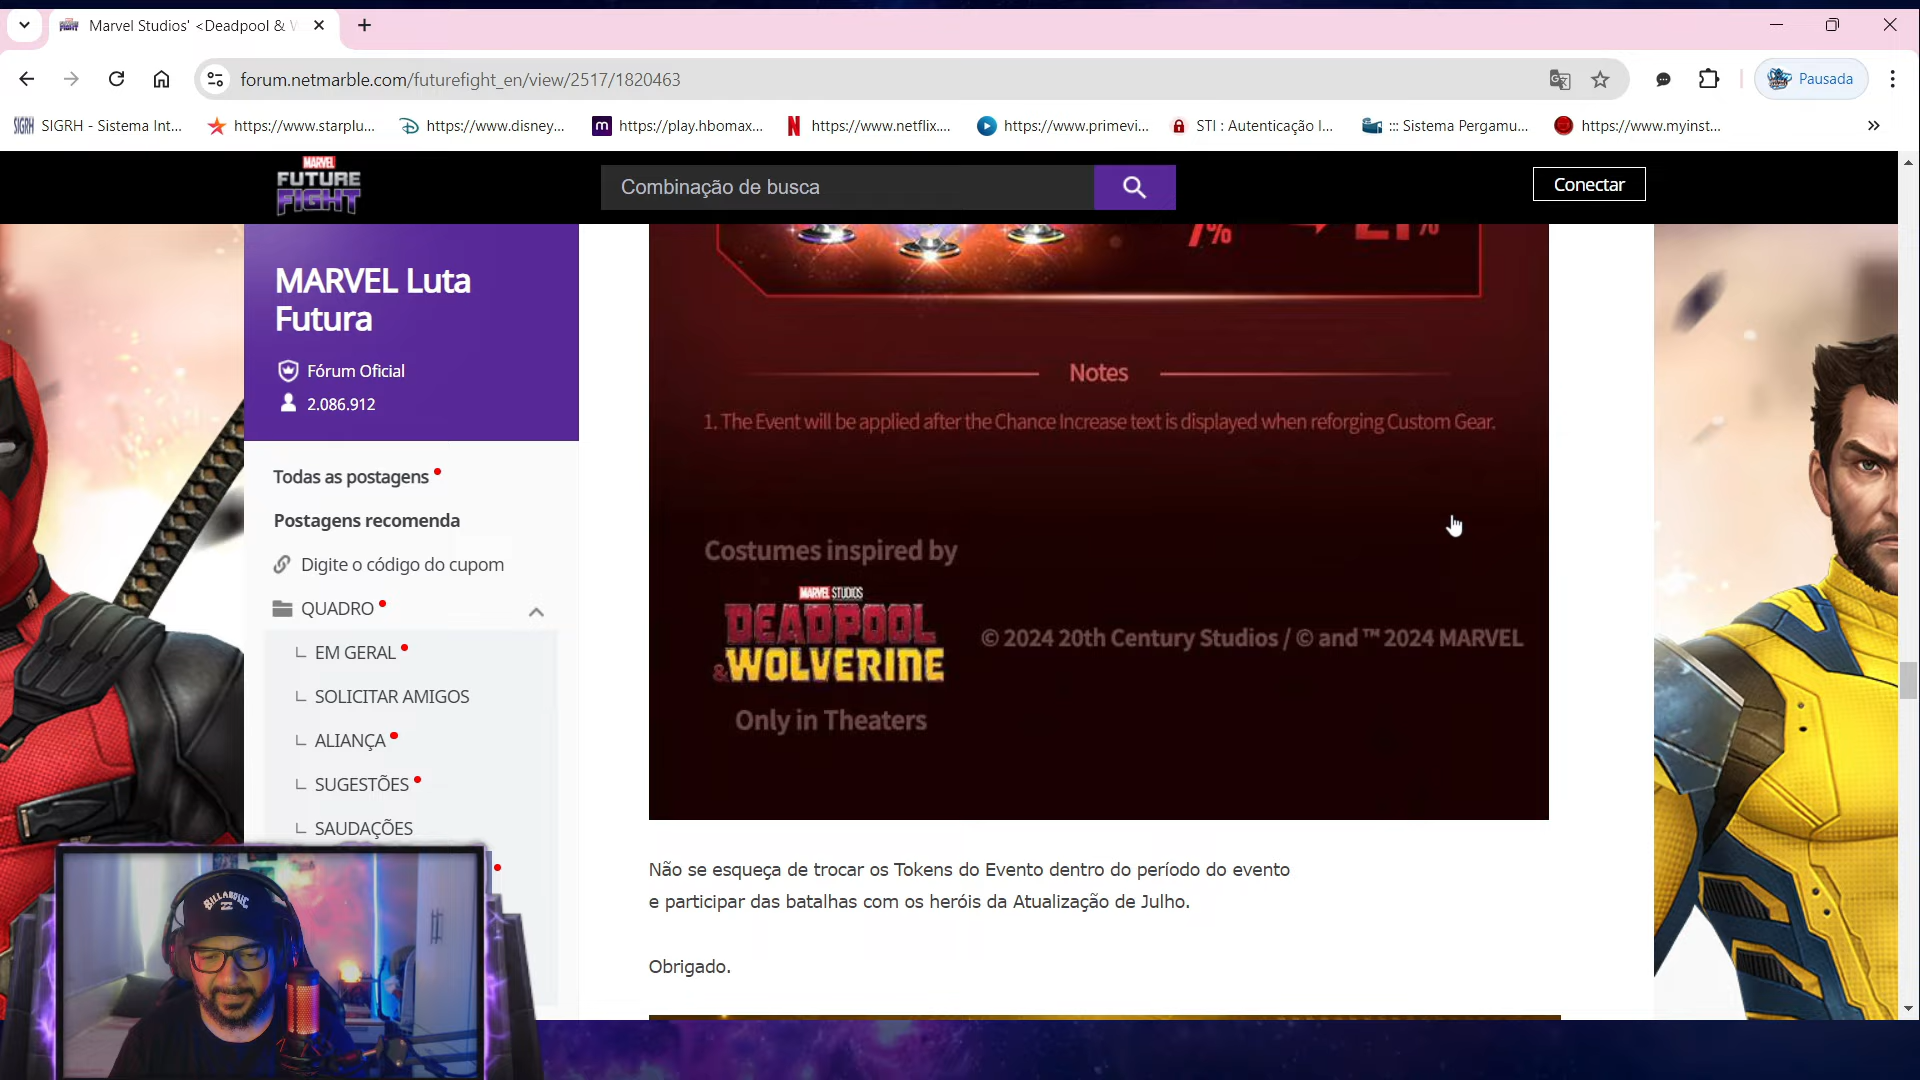 Marvel Studios' <Deadpool &
forum.netmarble.com/futurefight_en/view/2517/1820463
Pausada
SIGRH SIGRH - Sistema Int...
https://www.starplu...
https://www.disney...
m https://play.hbomax...
N https://www.netflix...
https://www.primevi...
STI : Autenticação I...
::: Sistema Pergamu...
https://www.myinst...
MARVEL
FUTURE
FIGHT
Combinação de busca
Conectar
MARVEL Luta
Futura
Fórum Oficial
2.086.912
Todas as postagens
Postagens recomenda
Digite o código do cupom
QUADRO
EM GERAL
SOLICITAR AMIGOS
ALIANÇA
SUGESTÕES
SAUDAÇÕES
7%
21%
Notes
1. The Event will be applied after the Chance Increase text is displayed when reforging Custom Gear.
Costumes inspired by
MARVEL STUDIOS
DEADPOOL
&WOLVERINE
Only in Theaters
© 2024 20th Century Studios / © and ™ 2024 MARVEL
Não se esqueça de trocar os Tokens do Evento dentro do período do evento
e participar das batalhas com os heróis da Atualização de Julho.
Obrigado.
BILLABONG